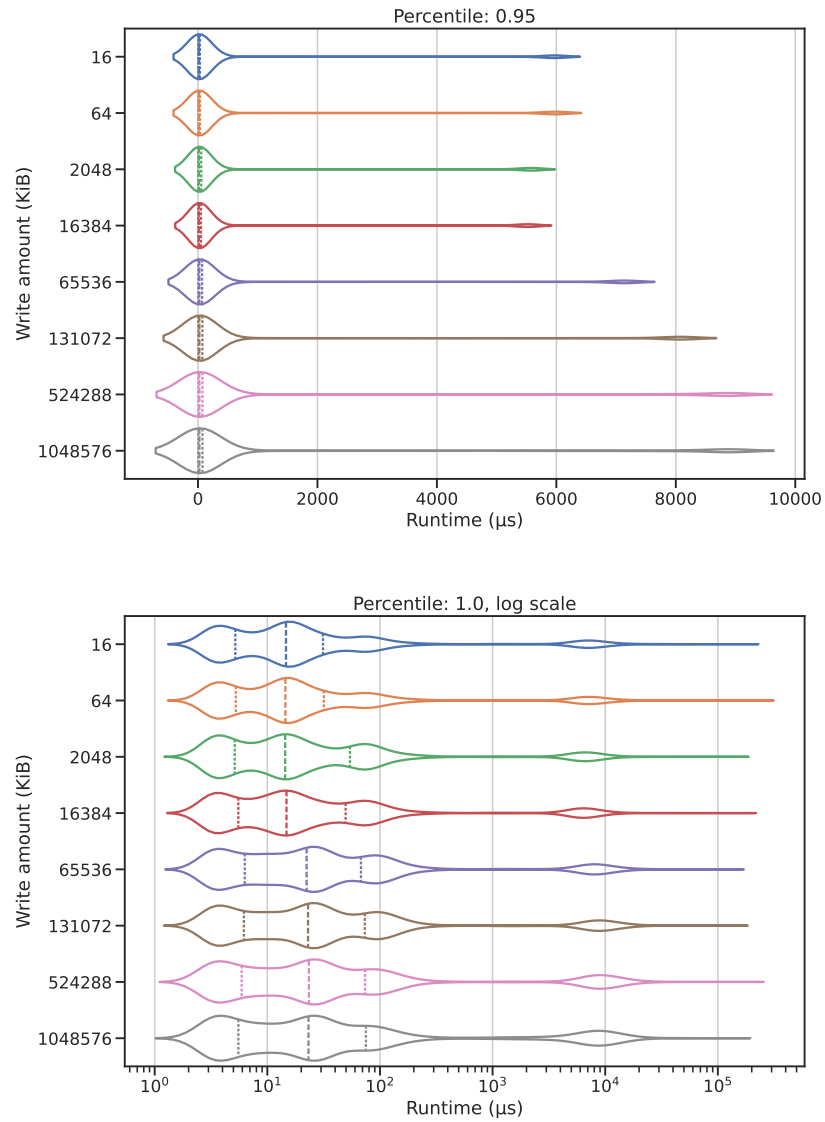 Percentile: 0.95
Write amount (KiB)
16
64
2048
16384
65536
131072
524288
1048576
0 2000 4000 6000 8000 10000
Runtime (µs)
Percentile: 1.0, log scale
Write amount (KiB)
16
64
2048
16384
65536
131072
524288
1048576
10⁰ 10¹ 10² 10³ 10⁴ 10⁵
Runtime (µs)